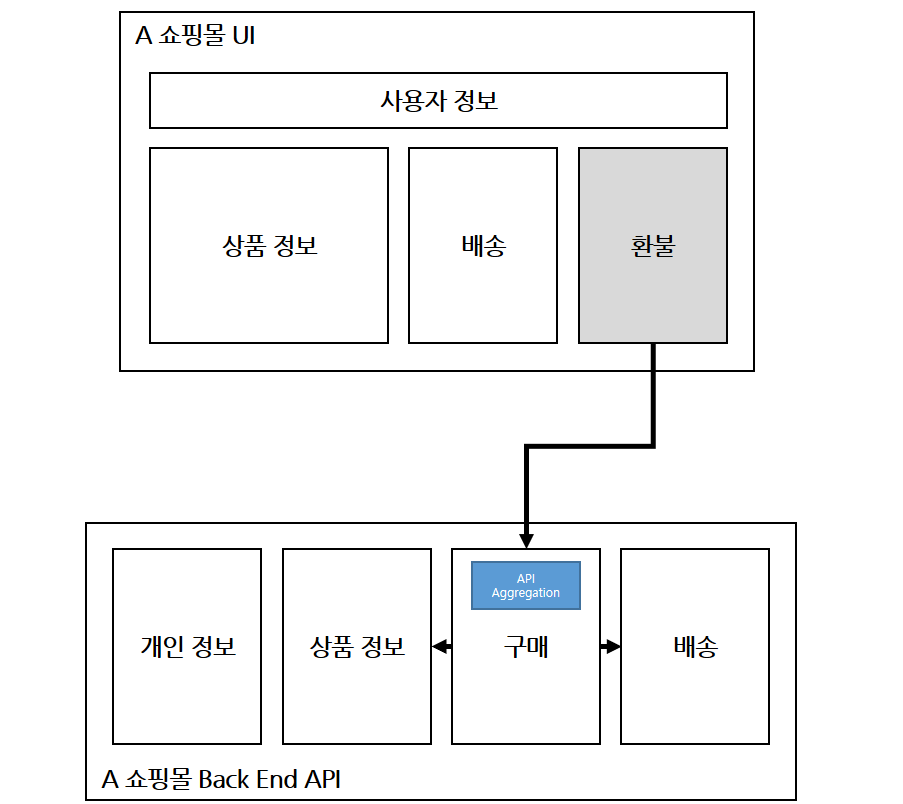 A 쇼핑몰 UI
사용자 정보
상품 정보
배송
환불
API
Aggregation
개인 정보
상품 정보
구매
배송
A 쇼핑몰 Back End API